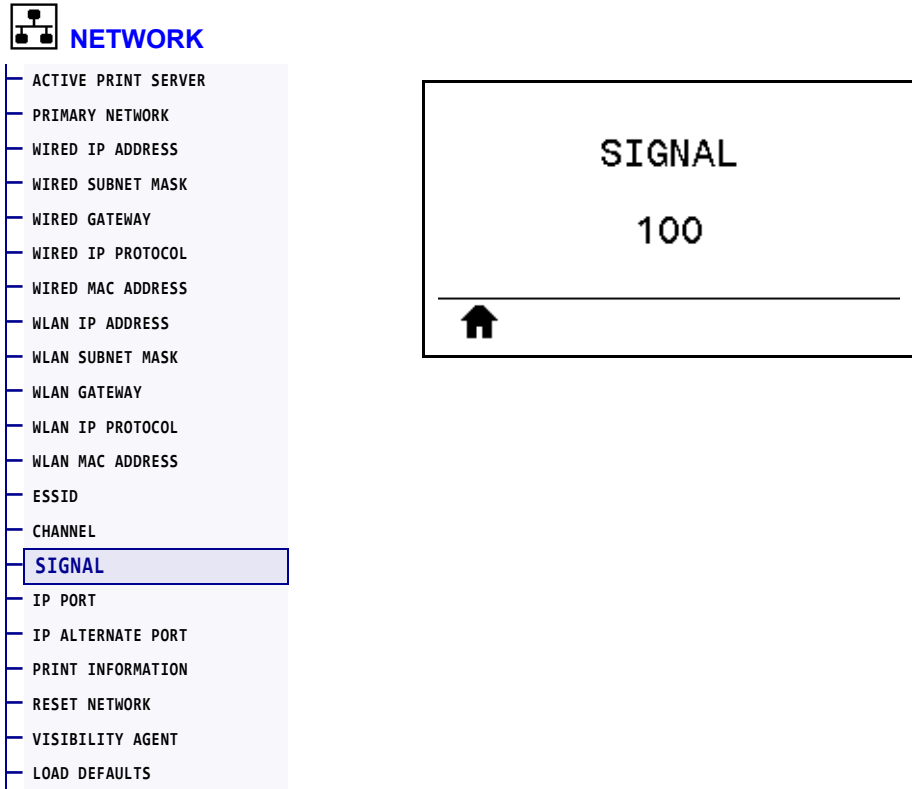 NETWORK
ACTIVE PRINT SERVER
PRIMARY NETWORK
WIRED IP ADDRESS
WIRED SUBNET MASK
WIRED GATEWAY
WIRED IP PROTOCOL
WIRED MAC ADDRESS
WLAN IP ADDRESS
WLAN SUBNET MASK
WLAN GATEWAY
WLAN IP PROTOCOL
WLAN MAC ADDRESS
ESSID
CHANNEL
SIGNAL
IP PORT
IP ALTERNATE PORT
PRINT INFORMATION
RESET NETWORK
VISIBILITY AGENT
LOAD DEFAULTS
SIGNAL
100